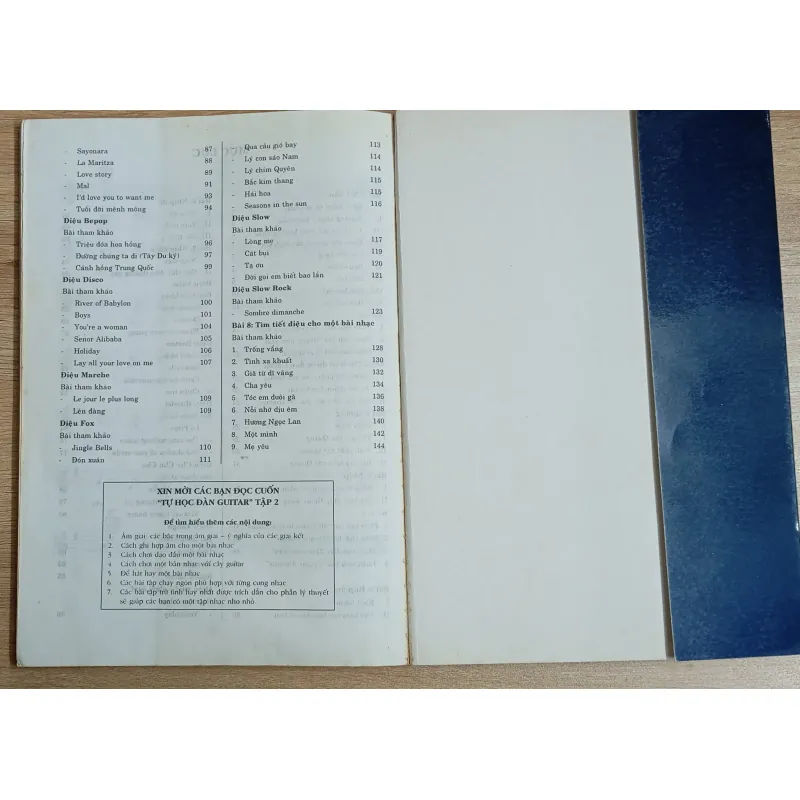 - Sayonara 87
- La Maritza 88
- Love story 89
- Mal 91
- I'd love you to want me 93
- Tuổi đời mênh mông 94
Điệu Bepop
Bài tham khảo
- Triệu đóa hoa hồng 96
- Đường chúng ta đi (Tây Du ký) 97
- Cánh hồng Trung Quốc 99
Điệu Disco
Bài tham khảo
- River of Babylon 100
- Boys 101
- You're a woman 104
- Senor Alibaba 105
- Holiday 106
- Lay all your love on me 107
Điệu Marche
Bài tham khảo
- Le jour le plus long 109
- Lên đàng 109
Điệu Fox
Bài tham khảo
- Jingle Bells 110
- Đón xuân 111
- Qua cầu gió bay 113
- Lý con sáo Nam 114
- Lý chim Quyên 114
- Bắc kim thang 115
- Hái hoa 115
- Seasons in the sun 116
Điệu Slow
Bài tham khảo
- Lòng mẹ 117
- Cát bụi 119
- Tạ ơn 120
- Đời gọi em biết bao lần 121
Điệu Slow Rock
Bài tham khảo
- Sombre dimanche 123
Bài 8: Tìm tiết điệu cho một bài nhạc
Bài tham khảo
1. Trống vắng 128
2. Tình xa khuất 130
3. Giã từ dĩ vãng 132
4. Cha yêu 134
5. Tóc em đuôi gà 136
6. Nỗi nhớ dịu êm 138
7. Hương Ngọc Lan 140
8. Một mình 142
9. Mẹ yêu 144
XIN MỜI CÁC BẠN ĐỌC CUỐN
"TỰ HỌC ĐÀN GUITAR" TẬP 2
Để tìm hiểu thêm các nội dung:
1. Âm giai, các bậc trong âm giai – ý nghĩa của các giai kết
2. Cách ghi hợp âm cho một bài nhạc
3. Cách chơi dạo đầu một bài nhạc
4. Cách chơi một bản nhạc với cây guitar
5. Để hát hay một bài nhạc
6. Các bài tập chạy ngón phù hợp với từng cung nhạc
7. Các bài tập trữ tình hay nhất được trích dẫn cho phần lý thuyết
sẽ giúp các bạn có một tập nhạc nho nhỏ.